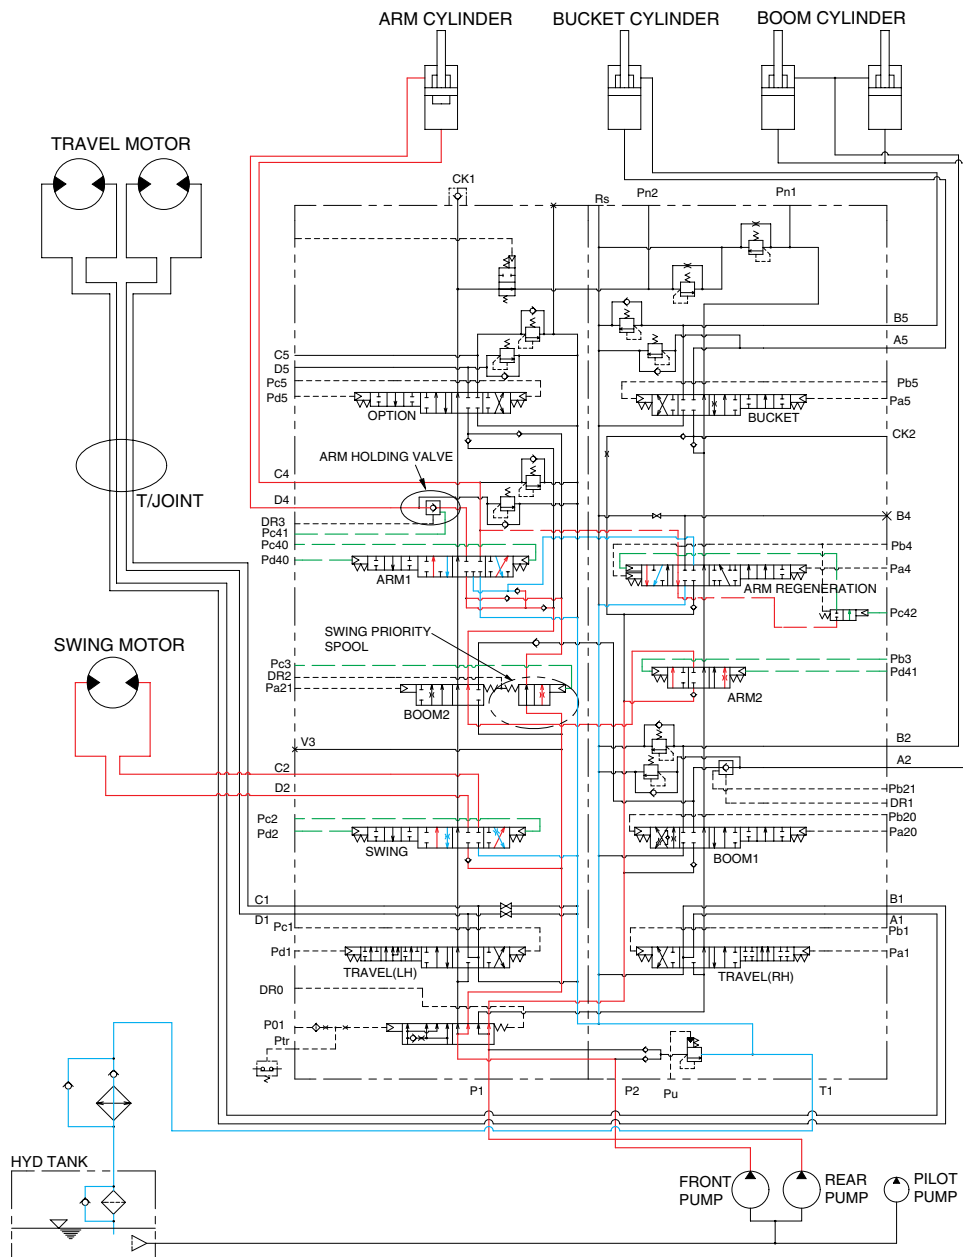 ARM CYLINDER
BUCKET CYLINDER
BOOM CYLINDER
TRAVEL MOTOR
CK1
Rs
Pn2
Pn1
B5
A5
C5
D5
Pc5
Pd5
OPTION
Pb5
Pa5
BUCKET
CK2
ARM HOLDING VALVE
C4
D4
T/JOINT
DR3
Pc41
Pc40
Pd40
ARM1
B4
Pb4
Pa4
ARM REGENERATION
Pc42
SWING MOTOR
SWING PRIORITY
SPOOL
Pc3
DR2
Pa21
BOOM2
Pb3
Pd41
ARM2
V3
B2
C2
A2
D2
Pb21
DR1
Pc2
Pd2
SWING
Pb20
Pa20
BOOM1
C1
D1
B1
A1
Pc1
Pb1
Pd1
TRAVEL(LH)
Pa1
TRAVEL(RH)
DR0
P01
Ptr
P1
P2
Pu
T1
HYD TANK
FRONT
PUMP
REAR
PUMP
PILOT
PUMP